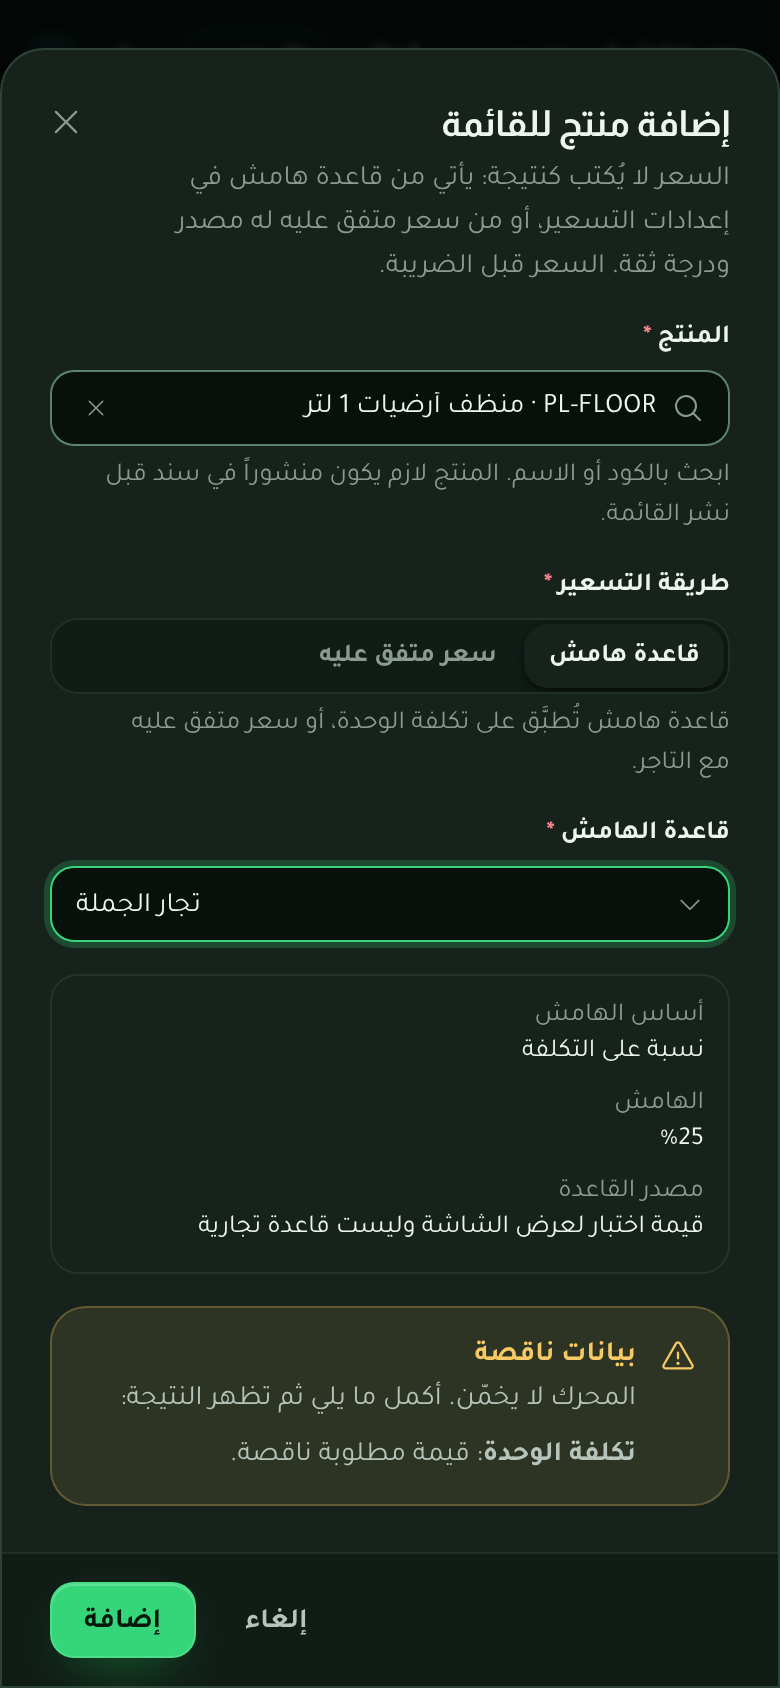 إضافة منتج للقائمة
السعر لا يُكتب كنتيجة: يأتي من قاعدة هامش في
إعدادات التسعير، أو من سعر متفق عليه له مصدر
ودرجة ثقة. السعر قبل الضريبة.
المنتج *
PL-FLOOR · منظف أرضيات 1 لتر
ابحث بالكود أو الاسم. المنتج لازم يكون منشوراً في سند قبل
نشر القائمة.
طريقة التسعير *
قاعدة هامش
سعر متفق عليه
قاعدة هامش تُطبَّق على تكلفة الوحدة، أو سعر متفق عليه
مع التاجر.
قاعدة الهامش *
تجار الجملة
أساس الهامش
نسبة على التكلفة
الهامش
25%
مصدر القاعدة
قيمة اختبار لعرض الشاشة وليست قاعدة تجارية
بيانات ناقصة
المحرك لا يخمّن. أكمل ما يلي ثم تظهر النتيجة:
تكلفة الوحدة: قيمة مطلوبة ناقصة.
إلغاء
إضافة